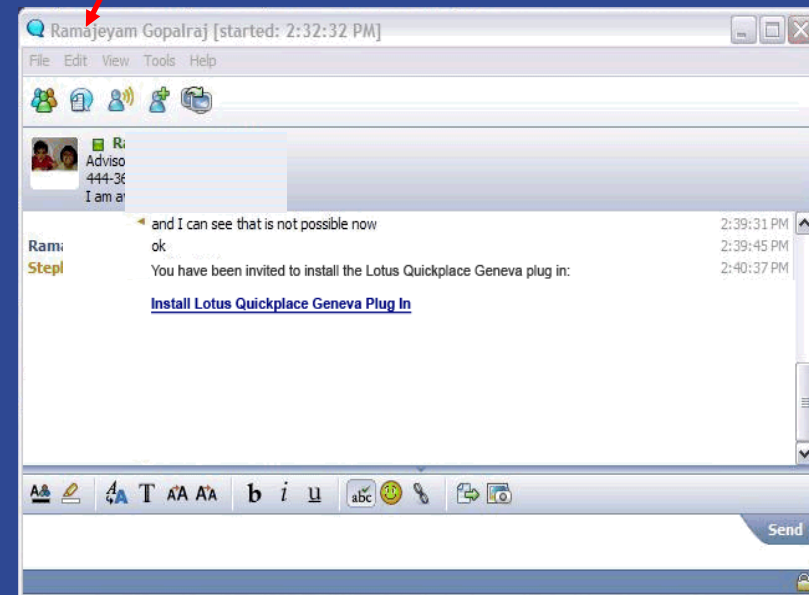 Ramajeyam Gopalraj [started: 2:32:32 PM]
File Edit View Tools Help
Adviso
444-36
I am a
and I can see that is not possible now 2:39:31 PM
Rama ok 2:39:45 PM
Steph You have been invited to install the Lotus Quickplace Geneva plug in: 2:40:37 PM
Install Lotus Quickplace Geneva Plug In
b i u abc
Send